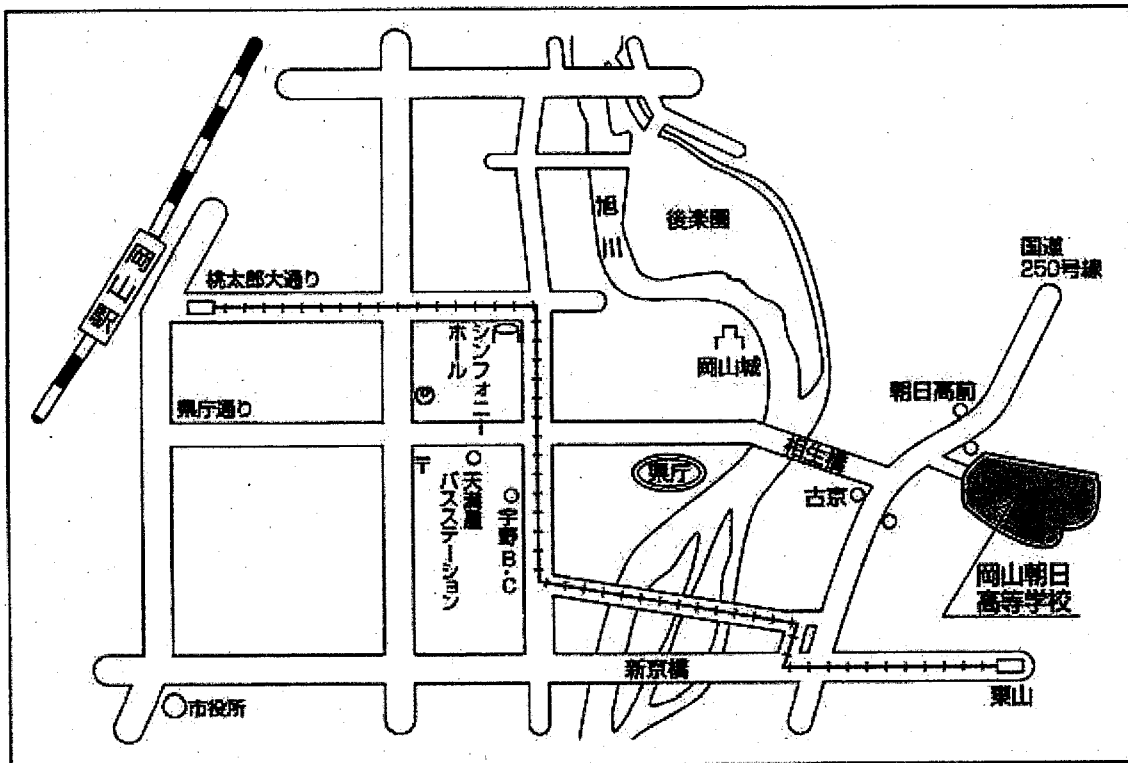 旭川
後楽園
国道
250号線
岡山駅
桃太郎大通り
シンフォニー
ホール
岡山城
朝日高前
県庁通り
相生橋
県庁
〒
天満屋
バスステーション
宇野B・C
古京
岡山朝日
高等学校
新京橋
東山
市役所